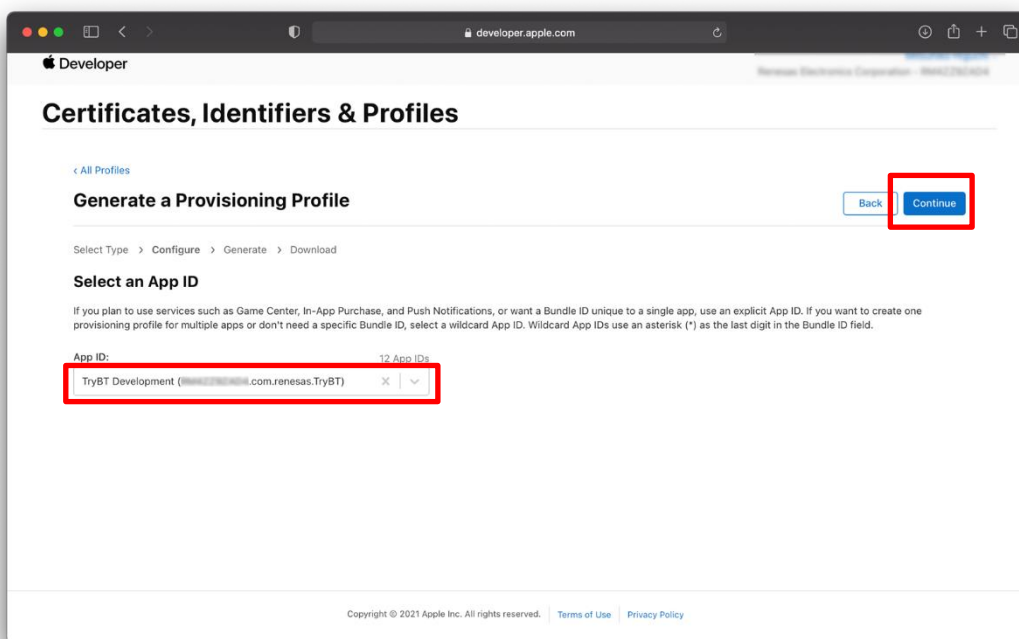 developer.apple.com
Developer
Certificates, Identifiers & Profiles
‹ All Profiles
Generate a Provisioning Profile
Back
Continue
Select Type > Configure > Generate > Download
Select an App ID
If you plan to use services such as Game Center, In-App Purchase, and Push Notifications, or want a Bundle ID unique to a single app, use an explicit App ID. If you want to create one
provisioning profile for multiple apps or don't need a specific Bundle ID, select a wildcard App ID. Wildcard App IDs use an asterisk (*) as the last digit in the Bundle ID field.
App ID:
12 App IDs
TryBT Development ( .com.renesas.TryBT)
Copyright © 2021 Apple Inc. All rights reserved.
Terms of Use
Privacy Policy